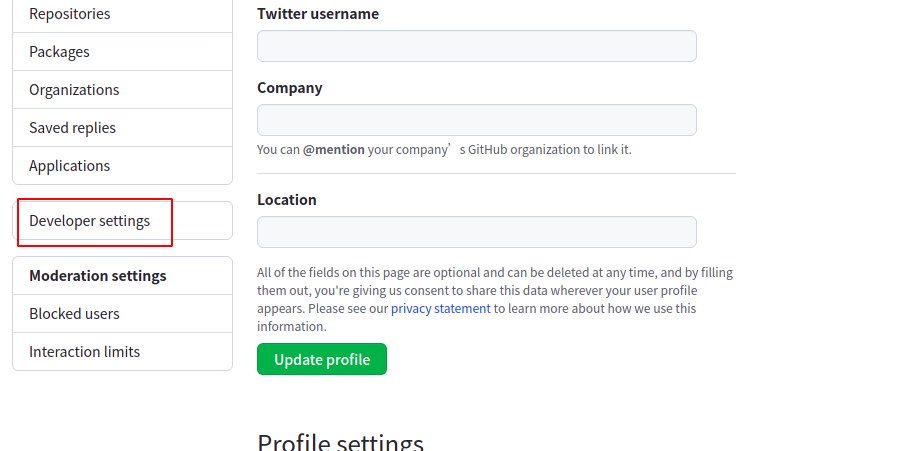 Repositories
Packages
Organizations
Saved replies
Applications
Developer settings
Moderation settings
Blocked users
Interaction limits
Twitter username
Company
You can @mention your company’s GitHub organization to link it.
Location
All of the fields on this page are optional and can be deleted at any time, and by filling
them out, you're giving us consent to share this data wherever your user profile
appears. Please see our privacy statement to learn more about how we use this
information.
Update profile
Profile settings